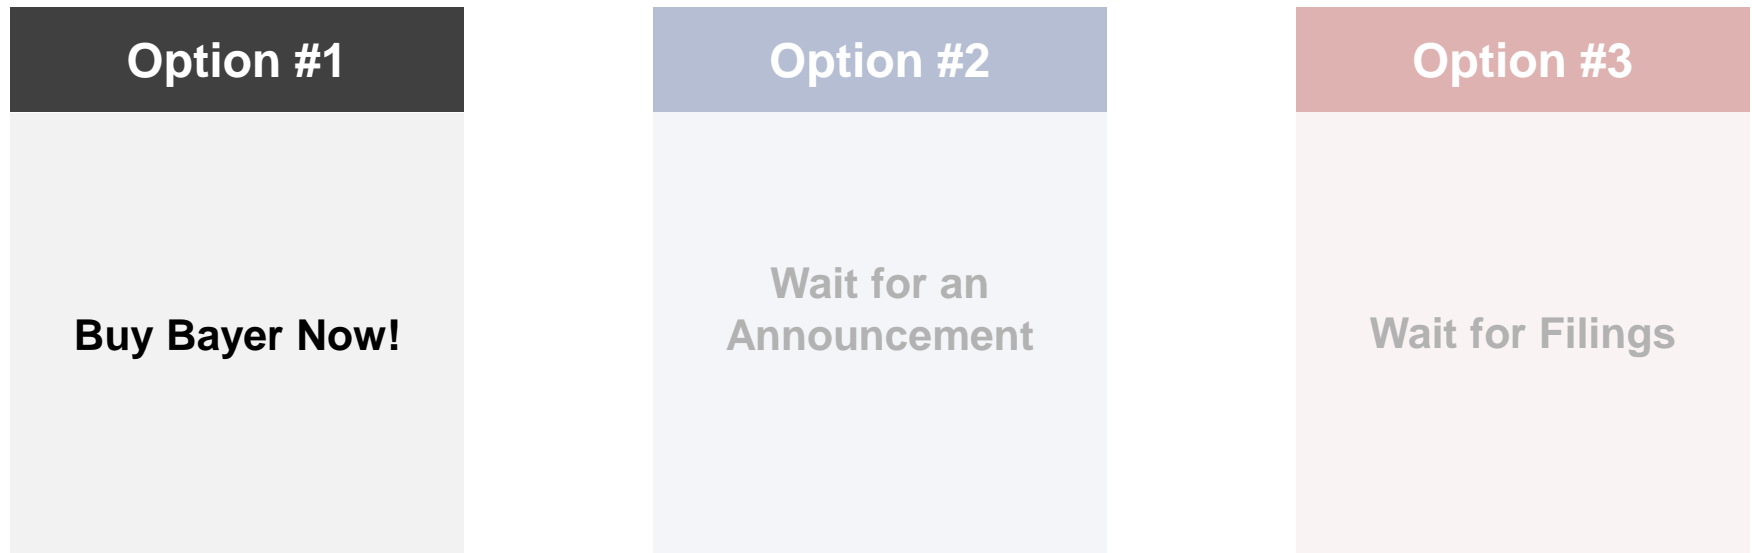 Option #1
Buy Bayer Now!
Option #2
Wait for an
Announcement
Option #3
Wait for Filings